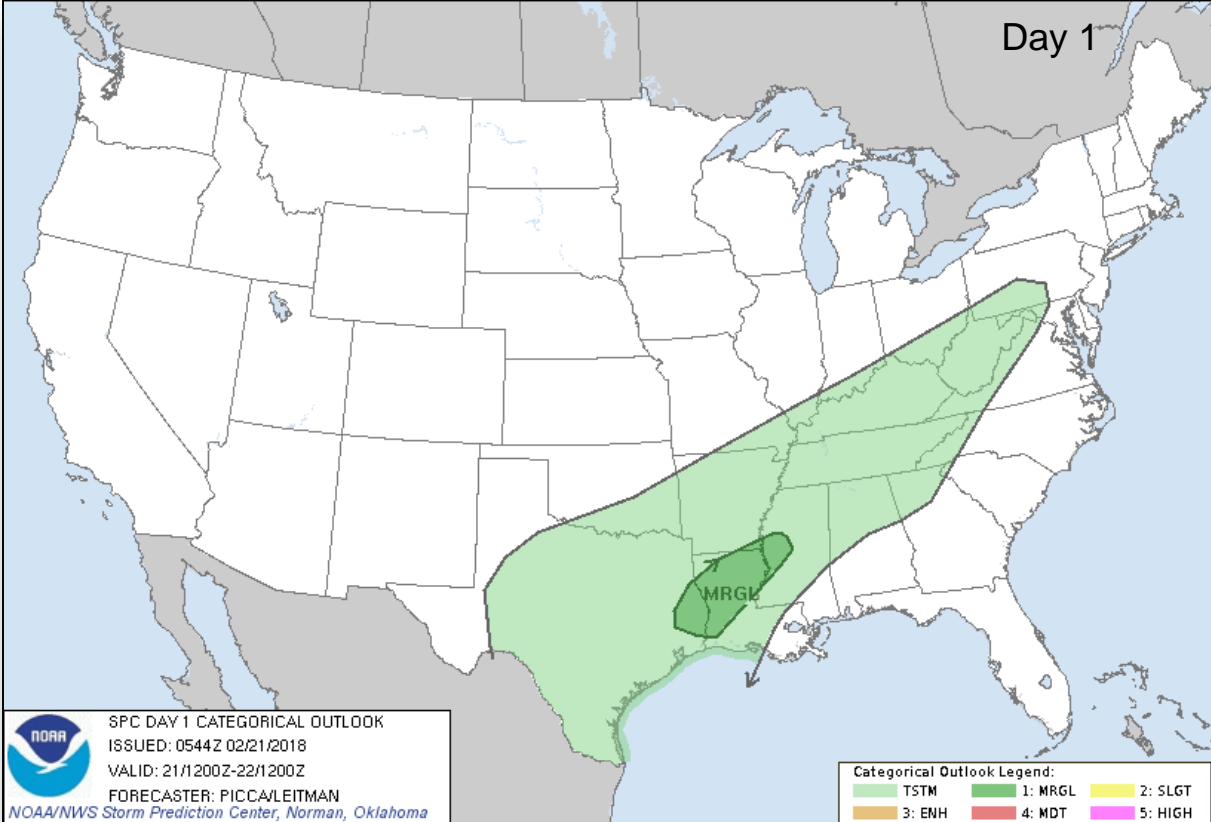 Day 1
MRGL
NOAA
SPC DAY 1 CATEGORICAL OUTLOOK
ISSUED: 0544Z 02/21/2018
VALID: 21/1200Z-22/1200Z
FORECASTER: PICCA/LEITMAN
NOAA/NWS Storm Prediction Center, Norman, Oklahoma
Categorical Outlook Legend:
TSTM 1: MRGL 2: SLGT
3: ENH 4: MDT 5: HIGH